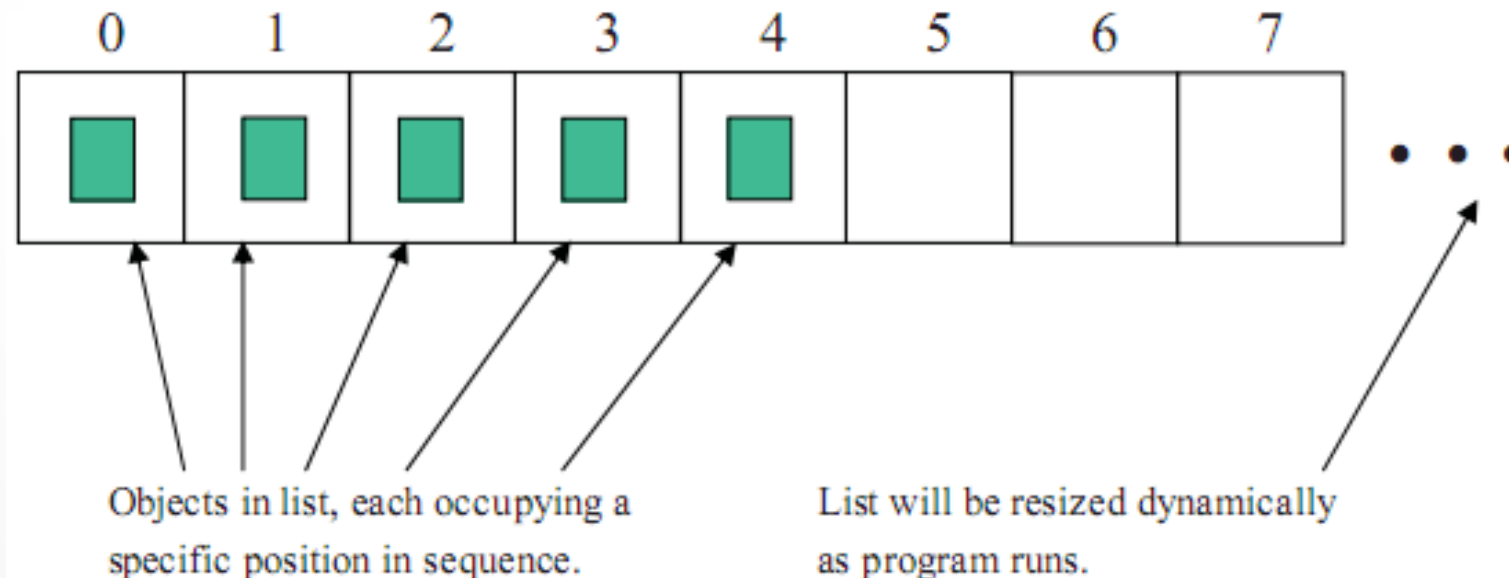 0 1 2 3 4 5 6 7
Objects in list, each occupying a
specific position in sequence.
List will be resized dynamically
as program runs.